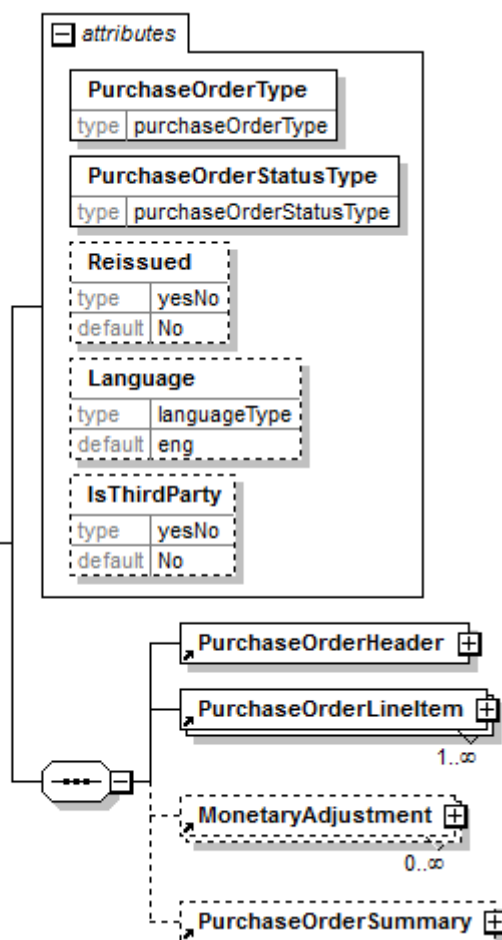 attributes
PurchaseOrderType
type purchaseOrderType
PurchaseOrderStatusType
type purchaseOrderStatusType
Reissued
type yesNo
default No
Language
type languageType
default eng
IsThirdParty
type yesNo
default No
PurchaseOrderHeader
PurchaseOrderLineItem
1..∞
MonetaryAdjustment
0..∞
PurchaseOrderSummary